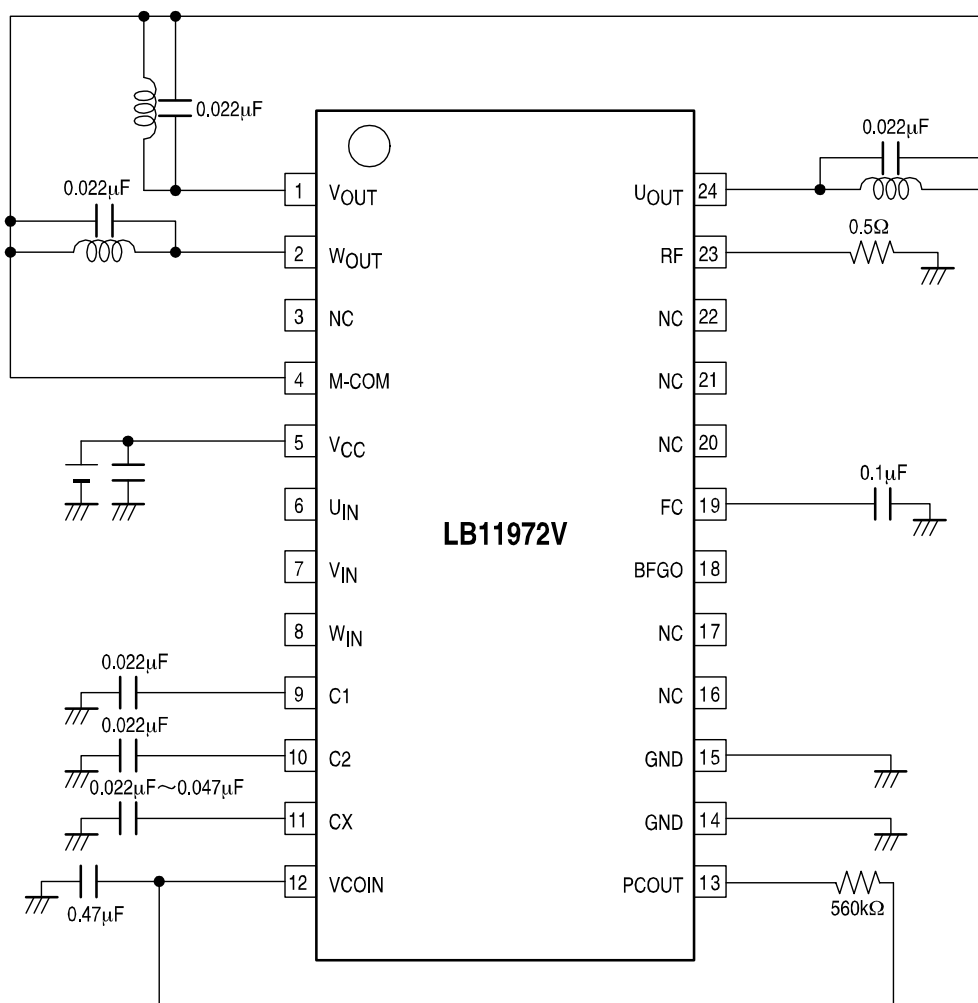 0.022μF
0.022μF
0.022μF
1 VOUT
UOUT 24
0.5Ω
2 WOUT
RF 23
3 NC
NC 22
4 M-COM
NC 21
5 VCC
NC 20
0.1μF
6 UIN
FC 19
LB11972V
7 VIN
BFGO 18
8 WIN
NC 17
0.022μF
9 C1
NC 16
0.022μF
10 C2
GND 15
0.022μF～0.047μF
11 CX
GND 14
12 VCOIN
PCOUT 13
0.47μF
560kΩ